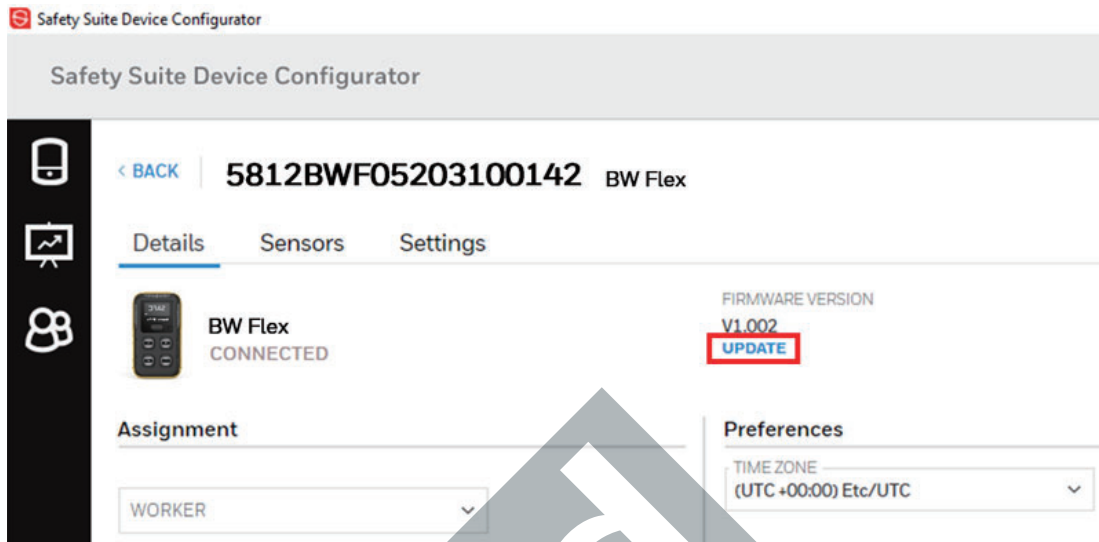 Safety Suite Device Configurator
Safety Suite Device Configurator
< BACK 5812BWF05203100142 BW Flex
Details Sensors Settings
BW Flex
CONNECTED
FIRMWARE VERSION
V1.002
UPDATE
Assignment
WORKER
Preferences
TIME ZONE
(UTC +00:00) Etc/UTC